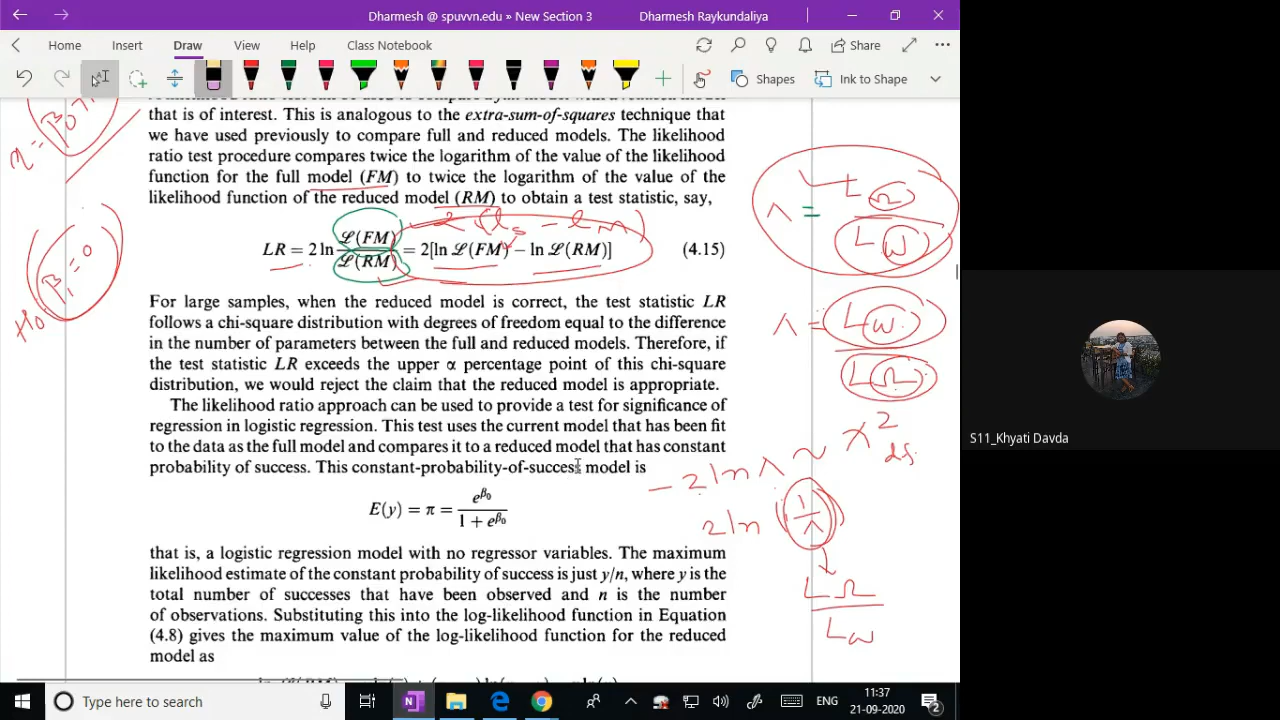 Dharmesh @ spuvvn.edu » New Section 3
Dharmesh Raykundaliya
Home Insert Draw View Help Class Notebook
Share
Shapes
Ink to Shape
that is of interest. This is analogous to the extra-sum-of-squares technique that
we have used previously to compare full and reduced models. The likelihood
ratio test procedure compares twice the logarithm of the value of the likelihood
function for the full model (FM) to twice the logarithm of the value of the
likelihood function of the reduced model (RM) to obtain a test statistic, say,
LR = 2 ln ℒ(FM)/ℒ(RM) = 2[ln ℒ(FM) − ln ℒ(RM)] (4.15)
For large samples, when the reduced model is correct, the test statistic LR
follows a chi-square distribution with degrees of freedom equal to the difference
in the number of parameters between the full and reduced models. Therefore, if
the test statistic LR exceeds the upper α percentage point of this chi-square
distribution, we would reject the claim that the reduced model is appropriate.
The likelihood ratio approach can be used to provide a test for significance of
regression in logistic regression. This test uses the current model that has been fit
to the data as the full model and compares it to a reduced model that has constant
probability of success. This constant-probability-of-success model is
E(y) = π = e^β₀ / 1 + e^β₀
that is, a logistic regression model with no regressor variables. The maximum
likelihood estimate of the constant probability of success is just y/n, where y is the
total number of successes that have been observed and n is the number
of observations. Substituting this into the log-likelihood function in Equation
(4.8) gives the maximum value of the log-likelihood function for the reduced
model as
H₀: β₁ = 0
Λ = L(Ω)
L(ω)
Λ = L(ω)
L(Ω)
− 2 ln Λ ~ χ²
2 ln (1/Λ)
LΩ
Lω
S11_Khyati Davda
Type here to search
ENG
11:37
21-09-2020
2